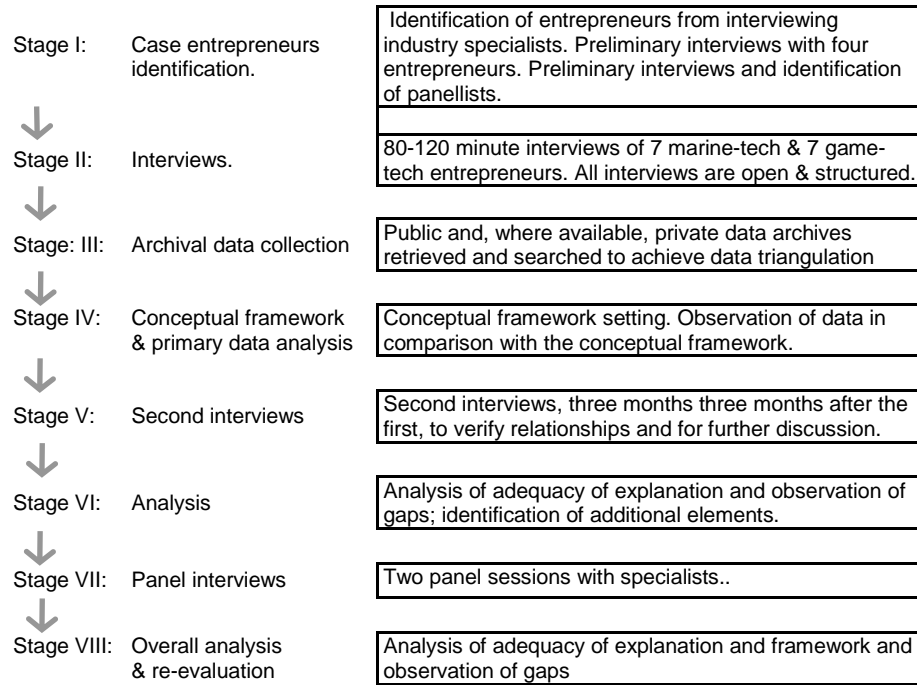 Stage I: Case entrepreneurs identification.
Identification of entrepreneurs from interviewing
industry specialists. Preliminary interviews with four
entrepreneurs. Preliminary interviews and identification
of panellists.
Stage II: Interviews.
80-120 minute interviews of 7 marine-tech & 7 game-
tech entrepreneurs. All interviews are open & structured.
Stage: III: Archival data collection
Public and, where available, private data archives
retrieved and searched to achieve data triangulation
Stage IV: Conceptual framework
& primary data analysis
Conceptual framework setting. Observation of data in
comparison with the conceptual framework.
Stage V: Second interviews
Second interviews, three months three months after the
first, to verify relationships and for further discussion.
Stage VI: Analysis
Analysis of adequacy of explanation and observation of
gaps; identification of additional elements.
Stage VII: Panel interviews
Two panel sessions with specialists..
Stage VIII: Overall analysis
& re-evaluation
Analysis of adequacy of explanation and framework and
observation of gaps